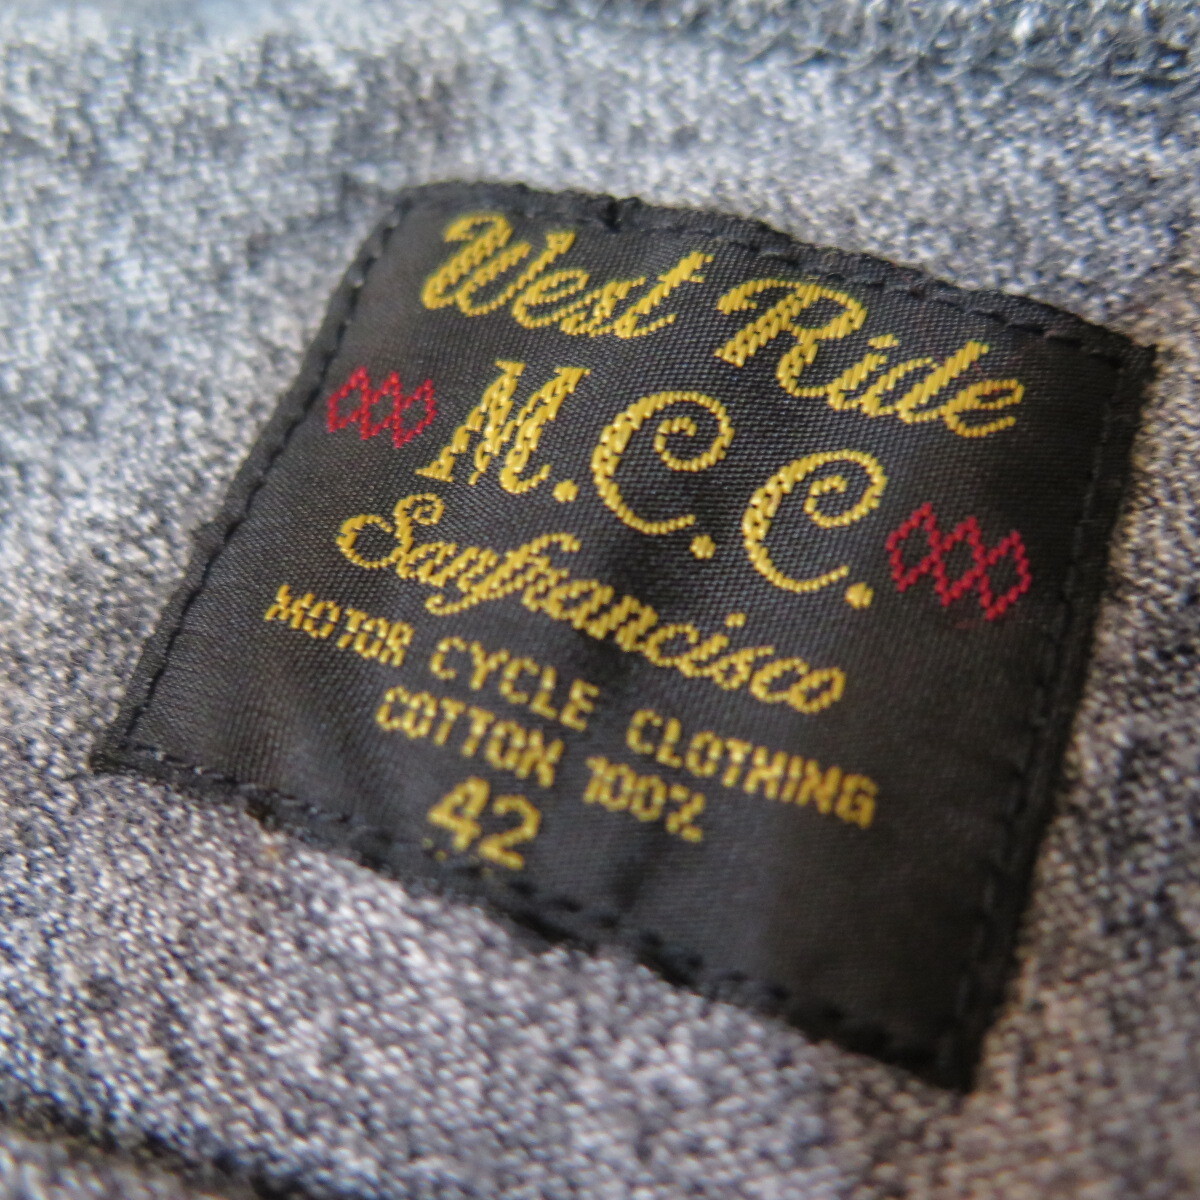 West Ride
M.C.C.
Sanfrancisco
MOTOR CYCLE CLOTHING
COTTON 100%
42